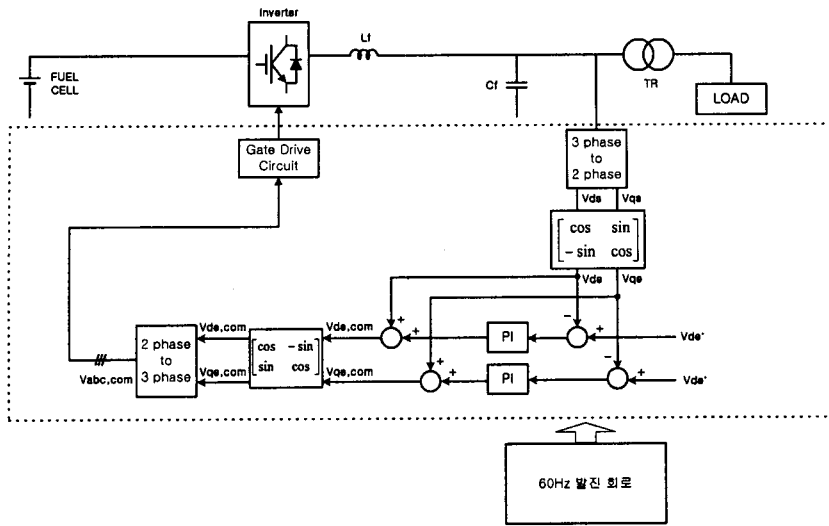 Inverter
Lf
FUEL
CELL
Cf
TR
LOAD
Gate Drive
Circuit
3 phase
to
2 phase
Vds
Vqs
cos sin
-sin cos
Vde
Vqe
Vde,com
Vde,com
PI
Vde*
2 phase
to
3 phase
cos -sin
sin cos
Vabc,com
Vqe,com
Vqe,com
PI
Vde*
60Hz 발진 회로